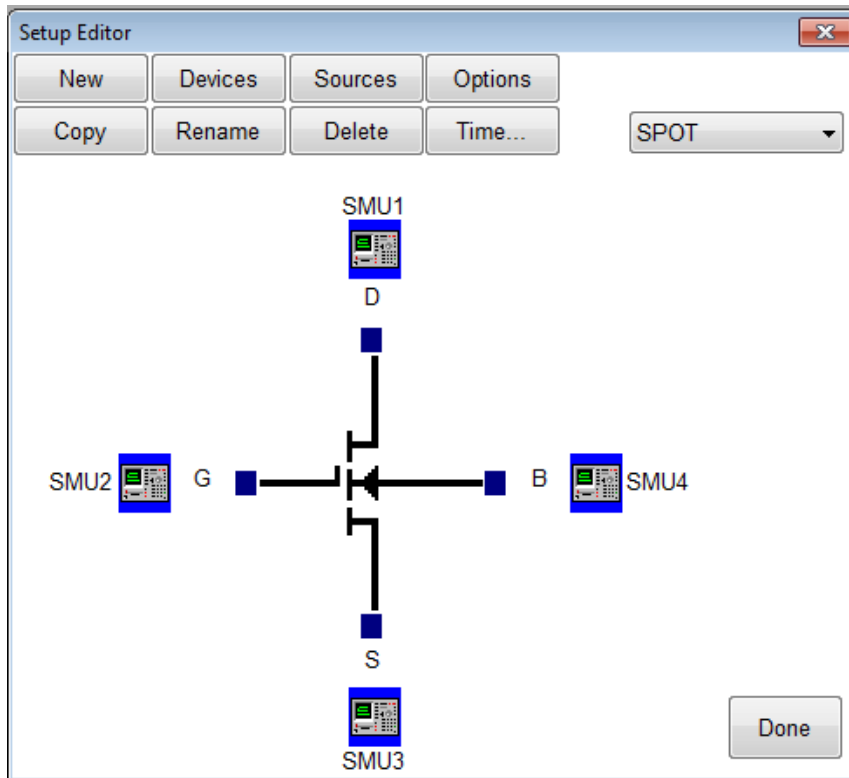 Setup Editor
New Devices Sources Options
Copy Rename Delete Time... SPOT
SMU1
D
SMU2 G B SMU4
S
SMU3
Done